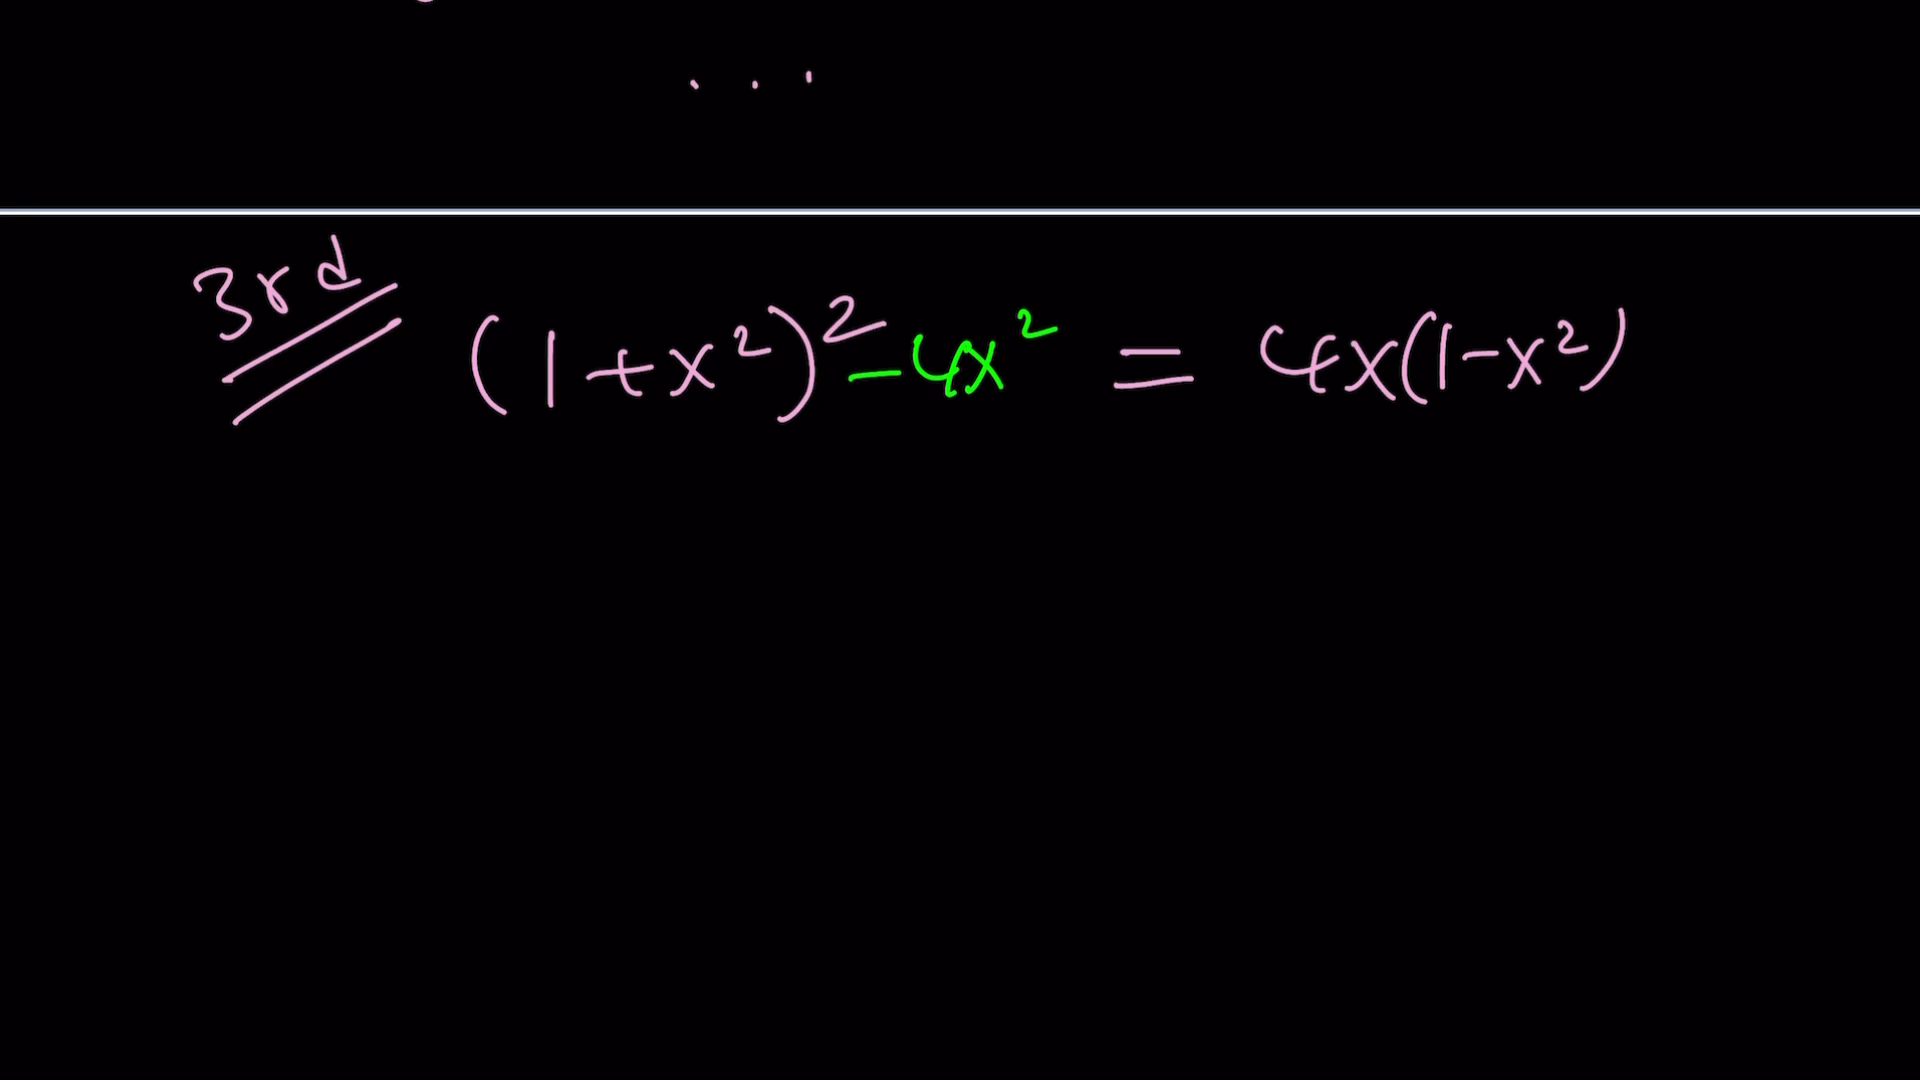 ...
3rd (1+x²)² - 4x² = 4x(1-x²)